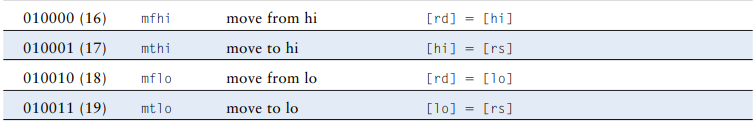 010000 (16) mfhi move from hi [rd] = [hi]
010001 (17) mthi move to hi [hi] = [rs]
010010 (18) mflo move from lo [rd] = [lo]
010011 (19) mtlo move to lo [lo] = [rs]